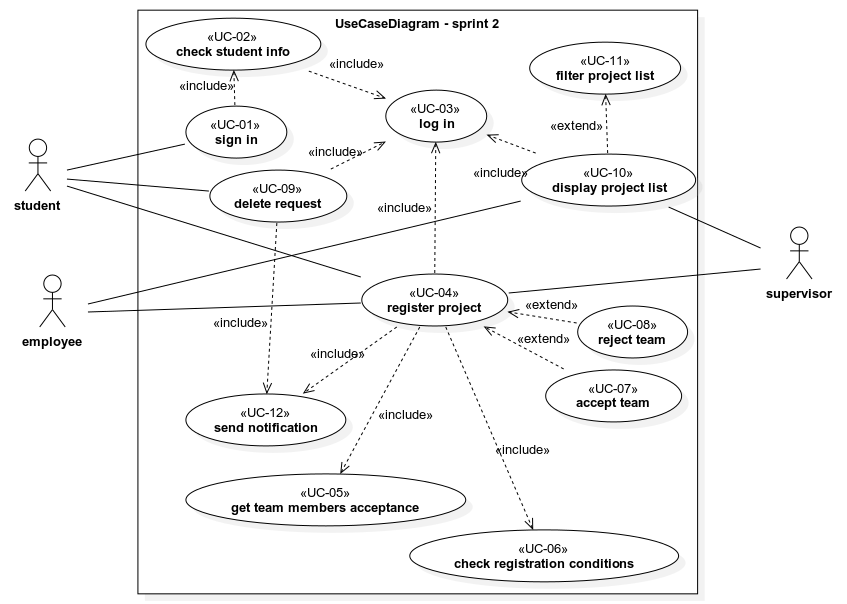 UseCaseDiagram - sprint 2
«UC-02»
check student info
«include»
«include»
«UC-11»
filter project list
«UC-03»
log in
«UC-01»
sign in
«extend»
«include»
«include»
«UC-10»
display project list
«UC-09»
delete request
student
«include»
supervisor
«UC-04»
register project
employee
«extend»
«include»
«UC-08»
reject team
«extend»
«include»
«UC-07»
accept team
«UC-12»
send notification
«include»
«include»
«UC-05»
get team members acceptance
«UC-06»
check registration conditions